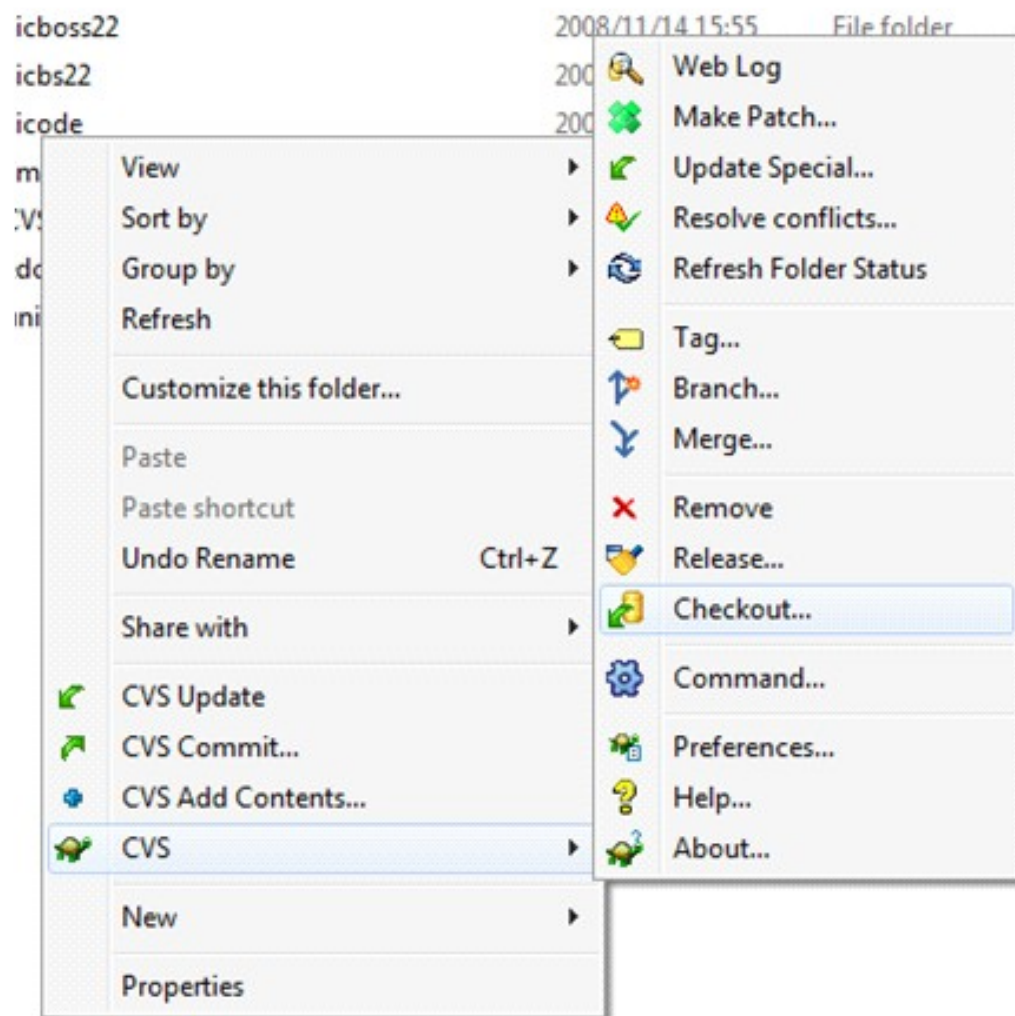 icboss22 2008/11/14 15:55 File folder
icbs22 200
icode 200
View
Sort by
Group by
Refresh
Customize this folder...
Paste
Paste shortcut
Undo Rename Ctrl+Z
Share with
CVS Update
CVS Commit...
CVS Add Contents...
CVS
New
Properties
Web Log
Make Patch...
Update Special...
Resolve conflicts...
Refresh Folder Status
Tag...
Branch...
Merge...
Remove
Release...
Checkout...
Command...
Preferences...
Help...
About...